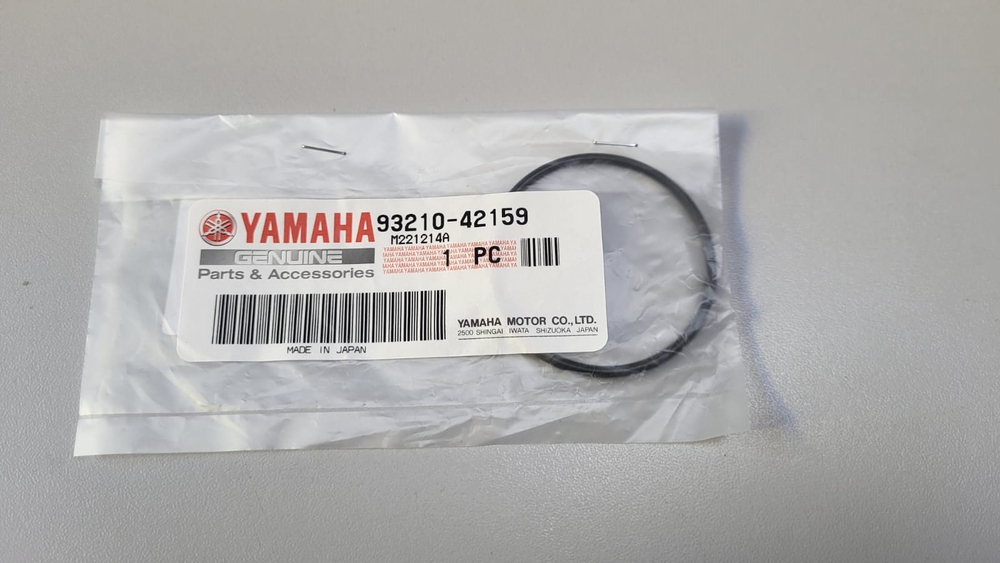 YAMAHA 93210-42159
M221214A
GENUINE
1 PC
Parts & Accessories
YAMAHA MOTOR CO., LTD.
2500 SHINGAI IWATA SHIZUOKA JAPAN
MADE IN JAPAN